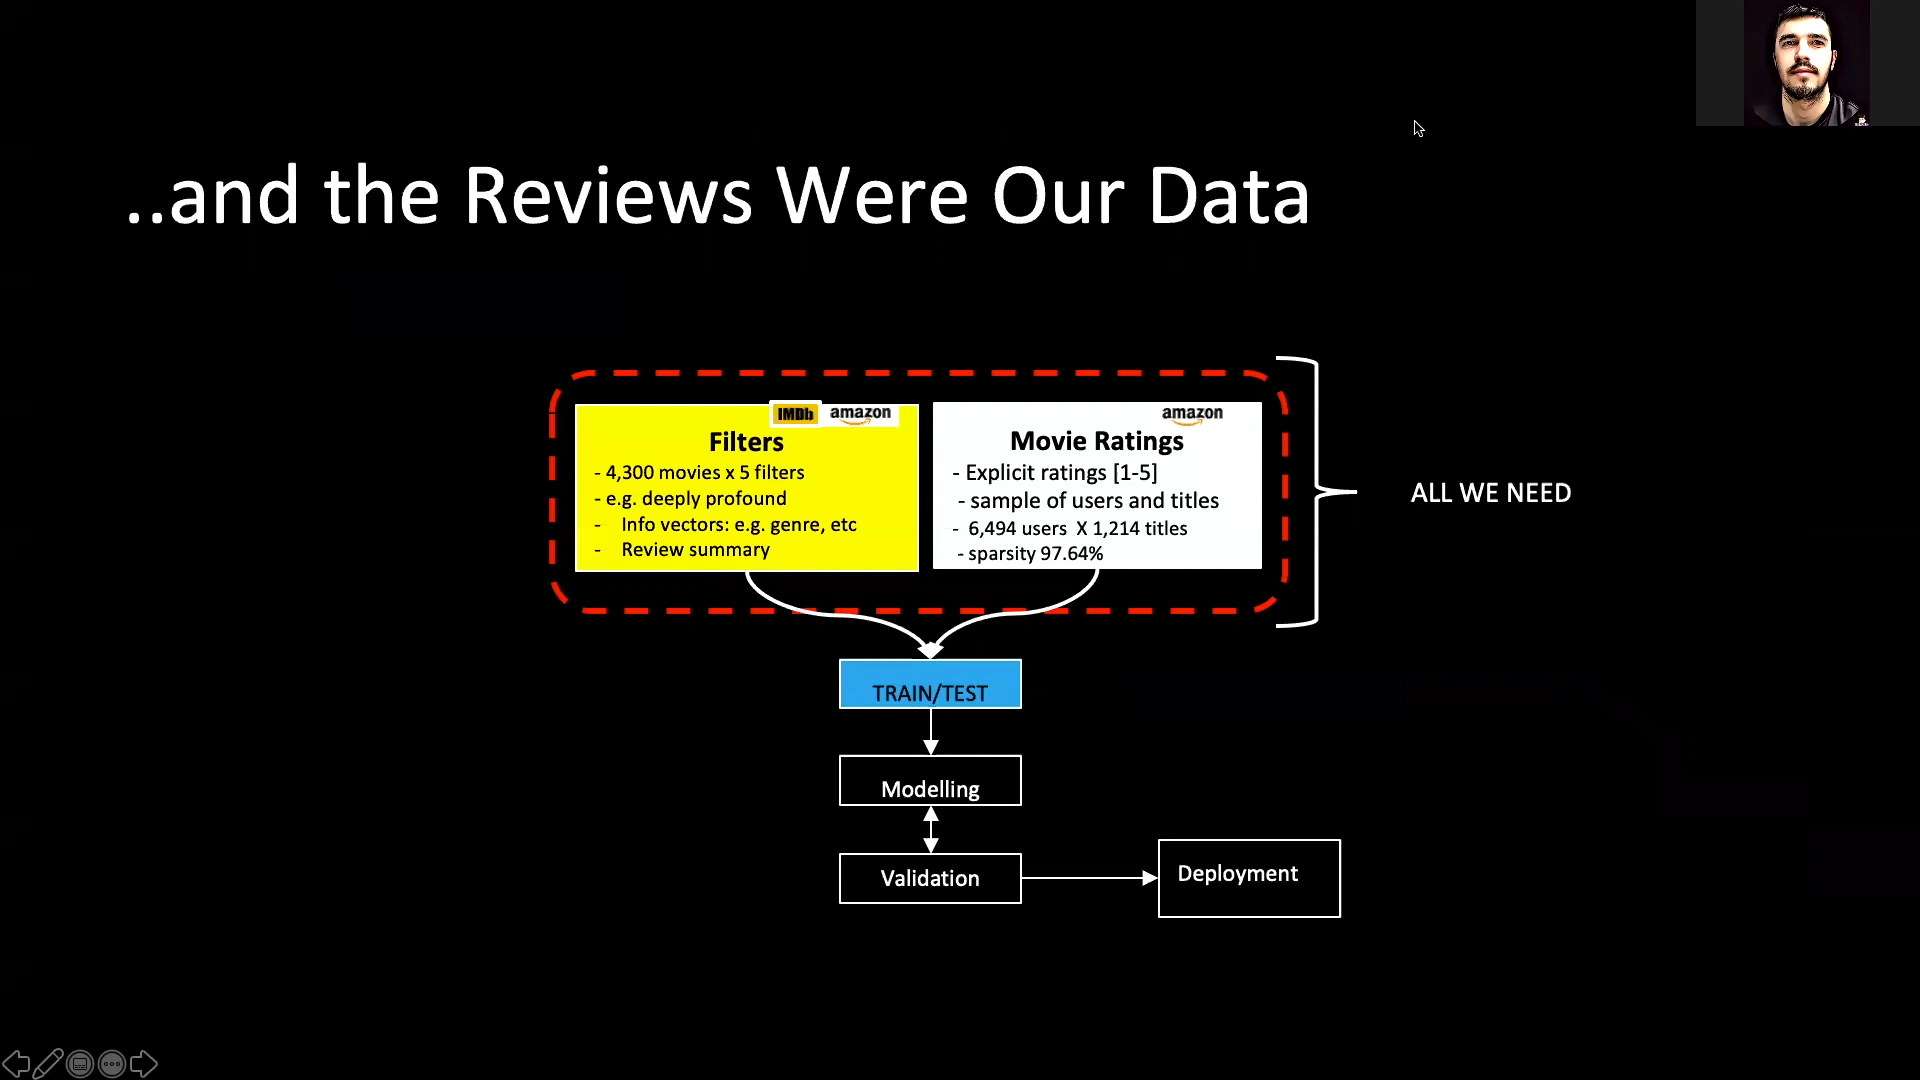 ..and the Reviews Were Our Data
IMDb amazon
Filters
- 4,300 movies x 5 filters
- e.g. deeply profound
- Info vectors: e.g. genre, etc
- Review summary
amazon
Movie Ratings
- Explicit ratings [1-5]
- sample of users and titles
- 6,494 users X 1,214 titles
- sparsity 97.64%
ALL WE NEED
TRAIN/TEST
Modelling
Validation
Deployment